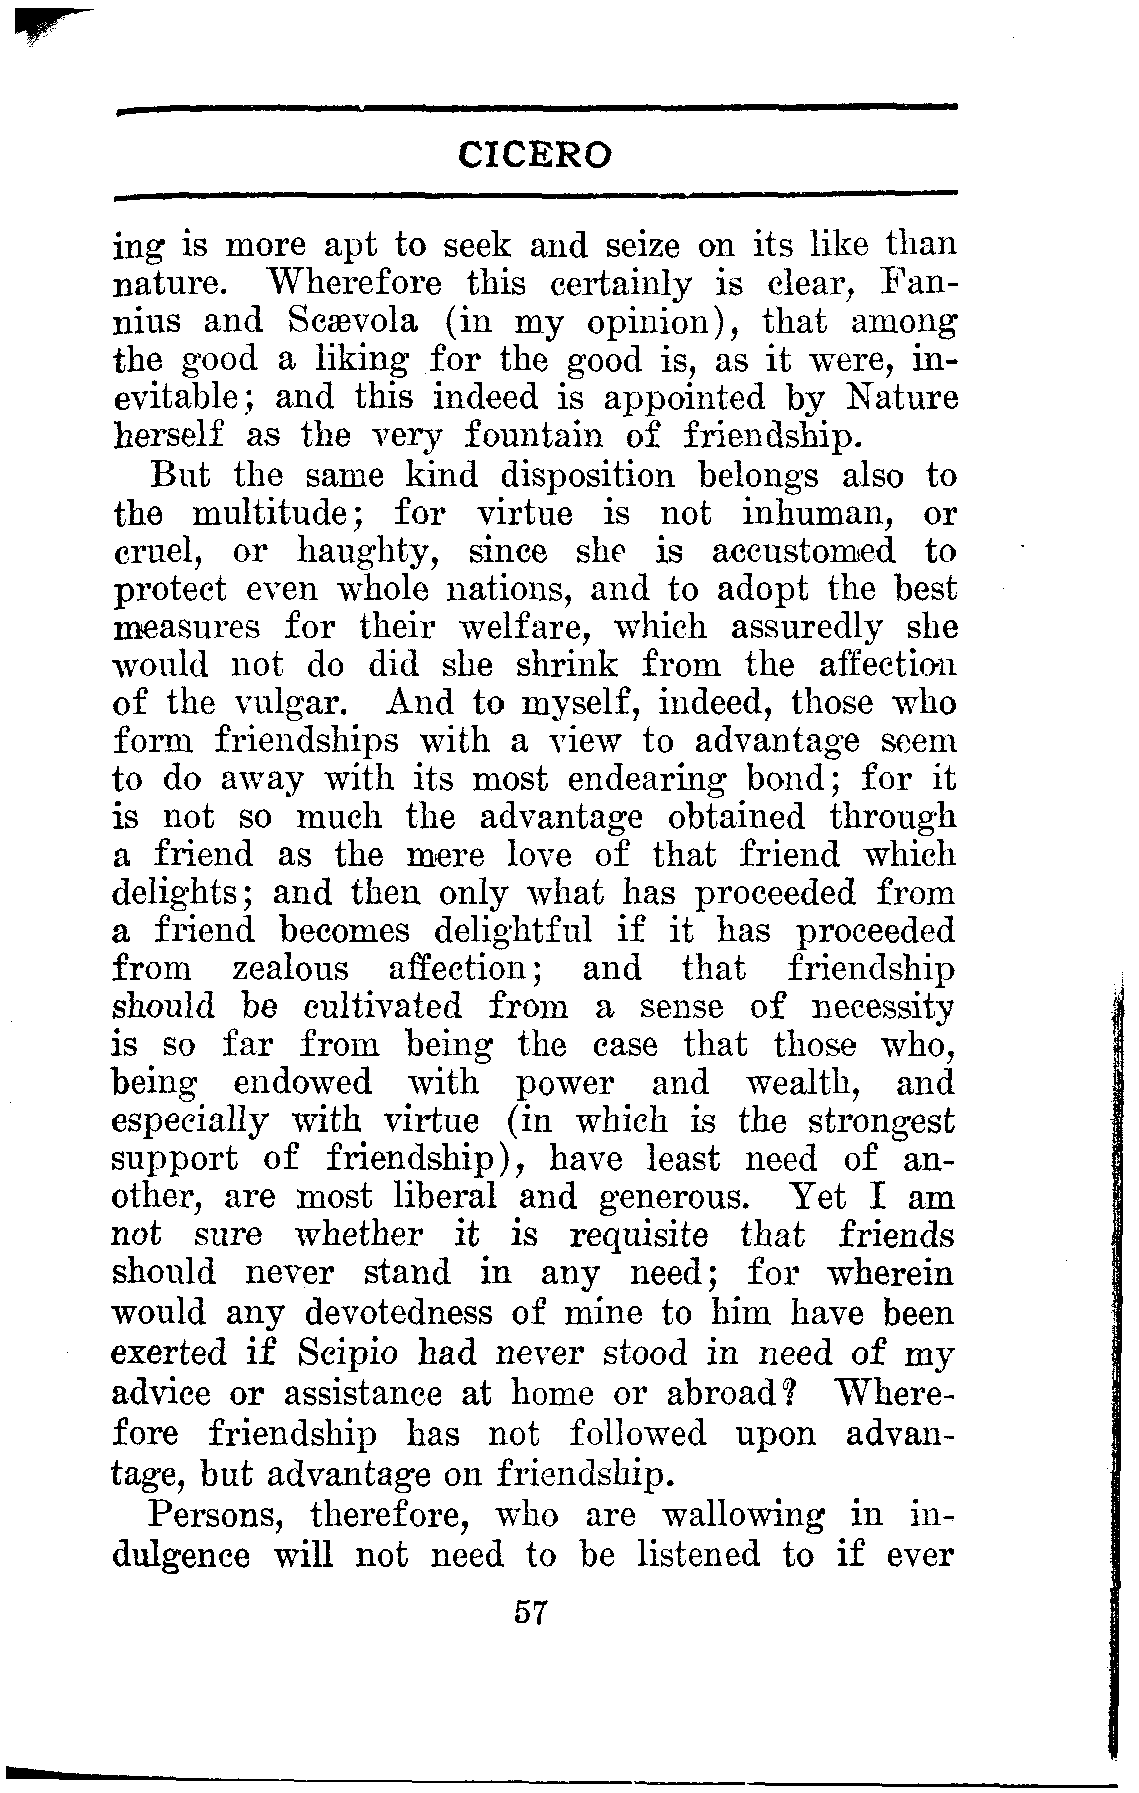 CICERO
ing is more apt to seek and seize on its like than
nature. Wherefore this certainly is clear, Fan-
nius and Scævola (in my opinion), that among
the good a liking for the good is, as it were, in-
evitable; and this indeed is appointed by Nature
herself as the very fountain of friendship.
But the same kind disposition belongs also to
the multitude; for virtue is not inhuman, or
cruel, or haughty, since she is accustomed to
protect even whole nations, and to adopt the best
measures for their welfare, which assuredly she
would not do did she shrink from the affection
of the vulgar. And to myself, indeed, those who
form friendships with a view to advantage seem
to do away with its most endearing bond; for it
is not so much the advantage obtained through
a friend as the mere love of that friend which
delights; and then only what has proceeded from
a friend becomes delightful if it has proceeded
from zealous affection; and that friendship
should be cultivated from a sense of necessity
is so far from being the case that those who,
being endowed with power and wealth, and
especially with virtue (in which is the strongest
support of friendship), have least need of an-
other, are most liberal and generous. Yet I am
not sure whether it is requisite that friends
should never stand in any need; for wherein
would any devotedness of mine to him have been
exerted if Scipio had never stood in need of my
advice or assistance at home or abroad? Where-
fore friendship has not followed upon advan-
tage, but advantage on friendship.
Persons, therefore, who are wallowing in in-
dulgence will not need to be listened to if ever
57